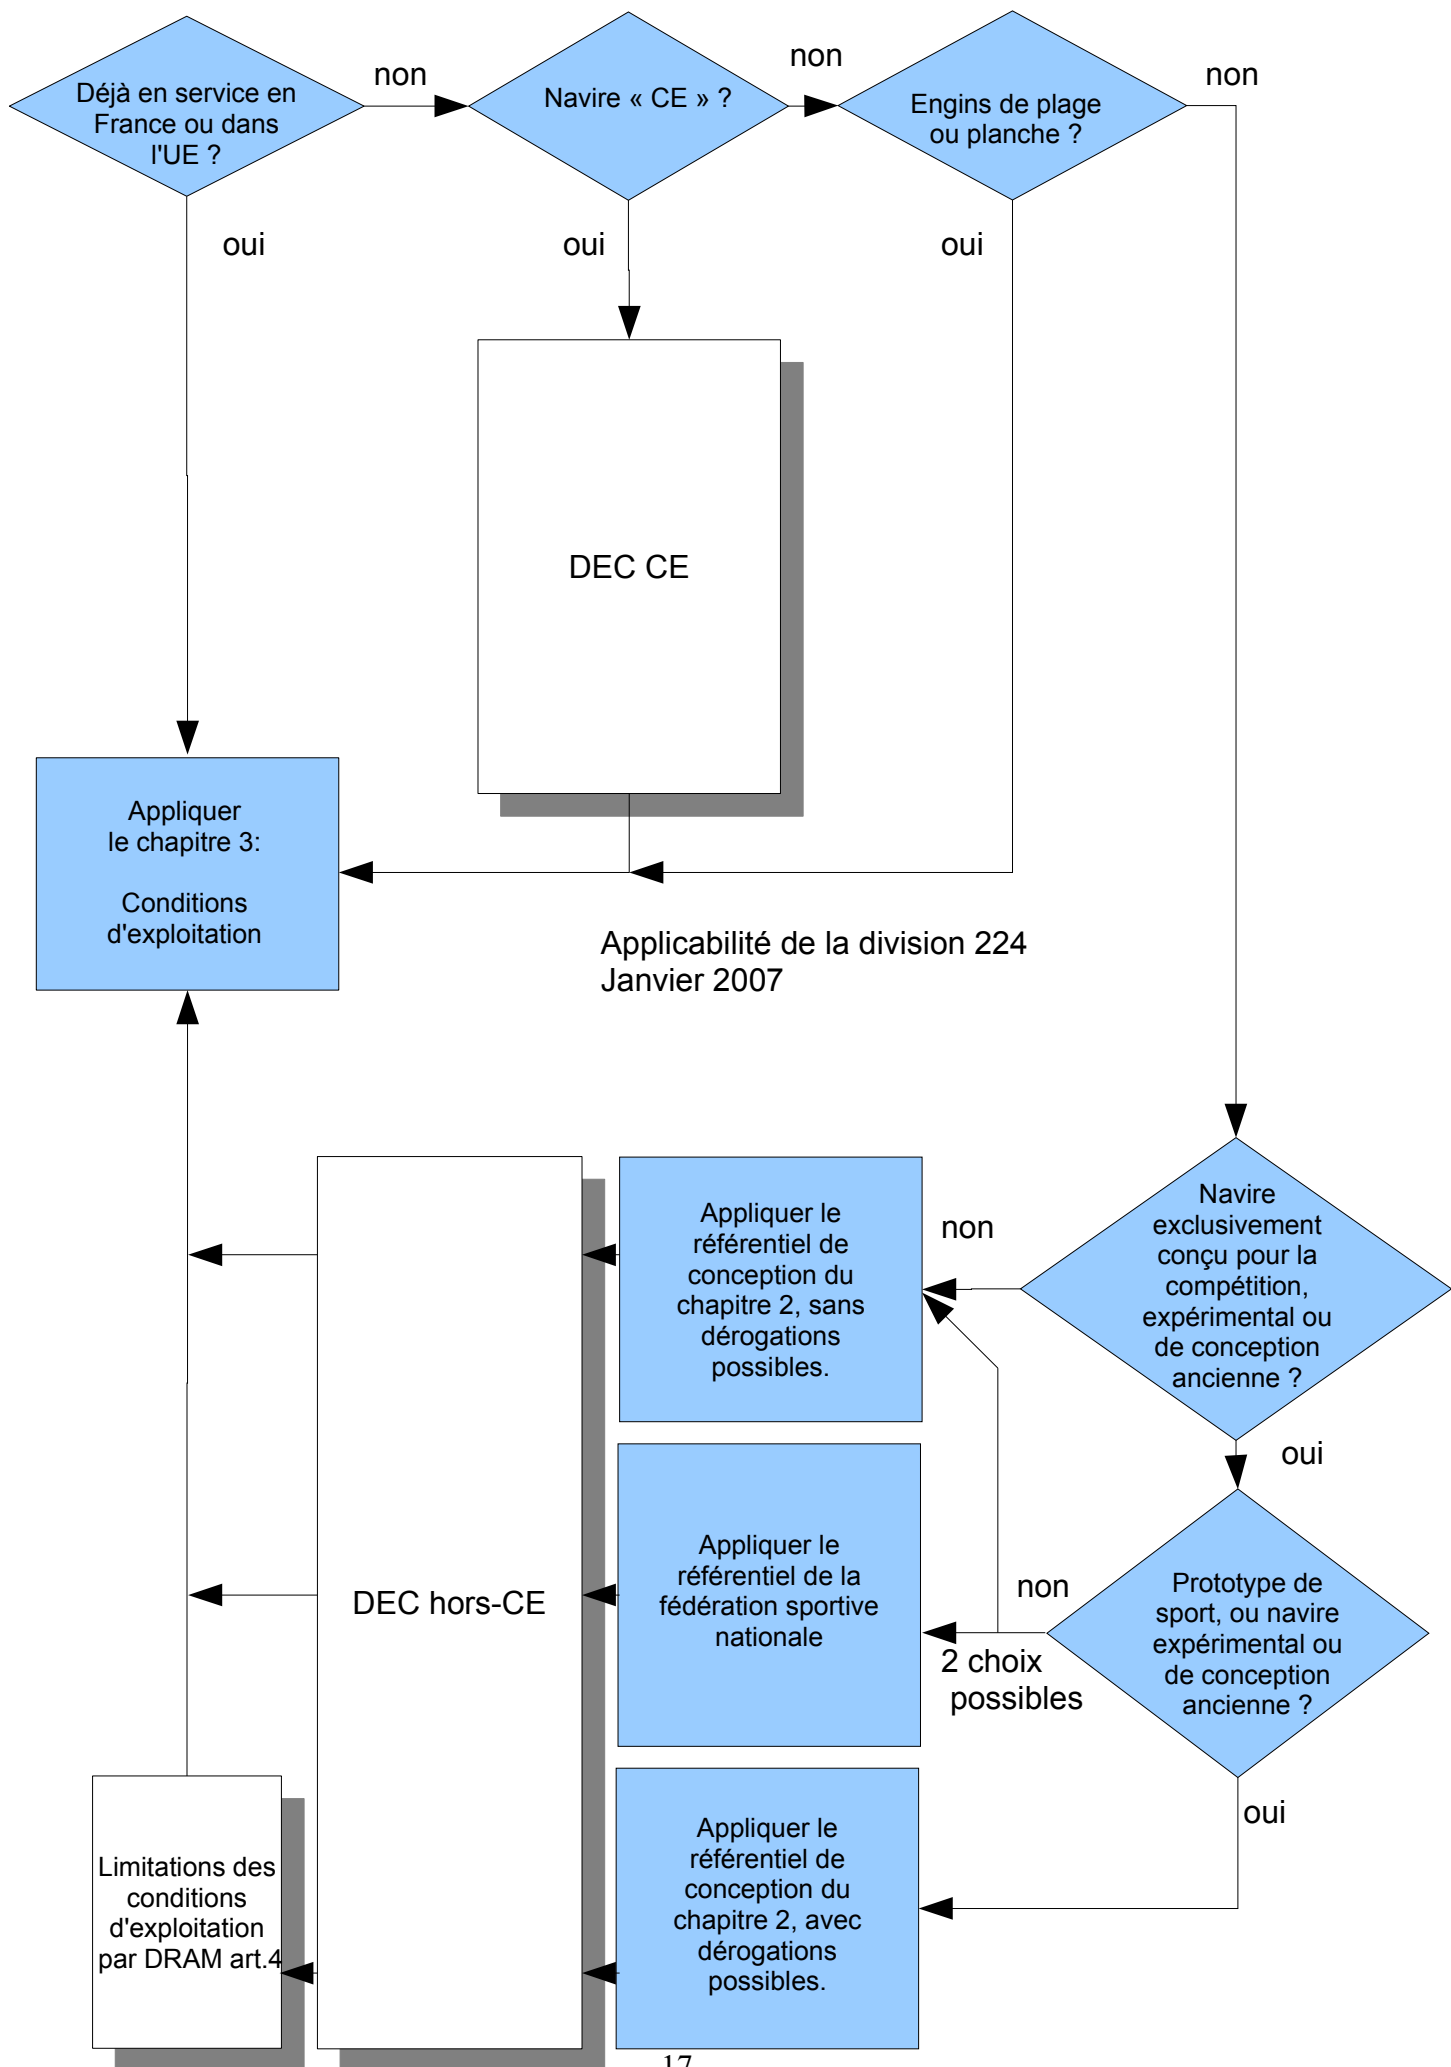 Déjà en service en
France ou dans
l'UE ?
non
Navire « CE » ?
non
Engins de plage
ou planche ?
non
oui
oui
oui
DEC CE
Appliquer
le chapitre 3:
Conditions
d'exploitation
Applicabilité de la division 224
Janvier 2007
Navire
exclusivement
conçu pour la
compétition,
expérimental ou
de conception
ancienne ?
non
Appliquer le
référentiel de
conception du
chapitre 2, sans
dérogations
possibles.
oui
Prototype de
sport, ou navire
expérimental ou
de conception
ancienne ?
non
2 choix
possibles
Appliquer le
référentiel de la
fédération sportive
nationale
DEC hors-CE
oui
Appliquer le
référentiel de
conception du
chapitre 2, avec
dérogations
possibles.
Limitations des
conditions
d'exploitation
par DRAM art.4
17